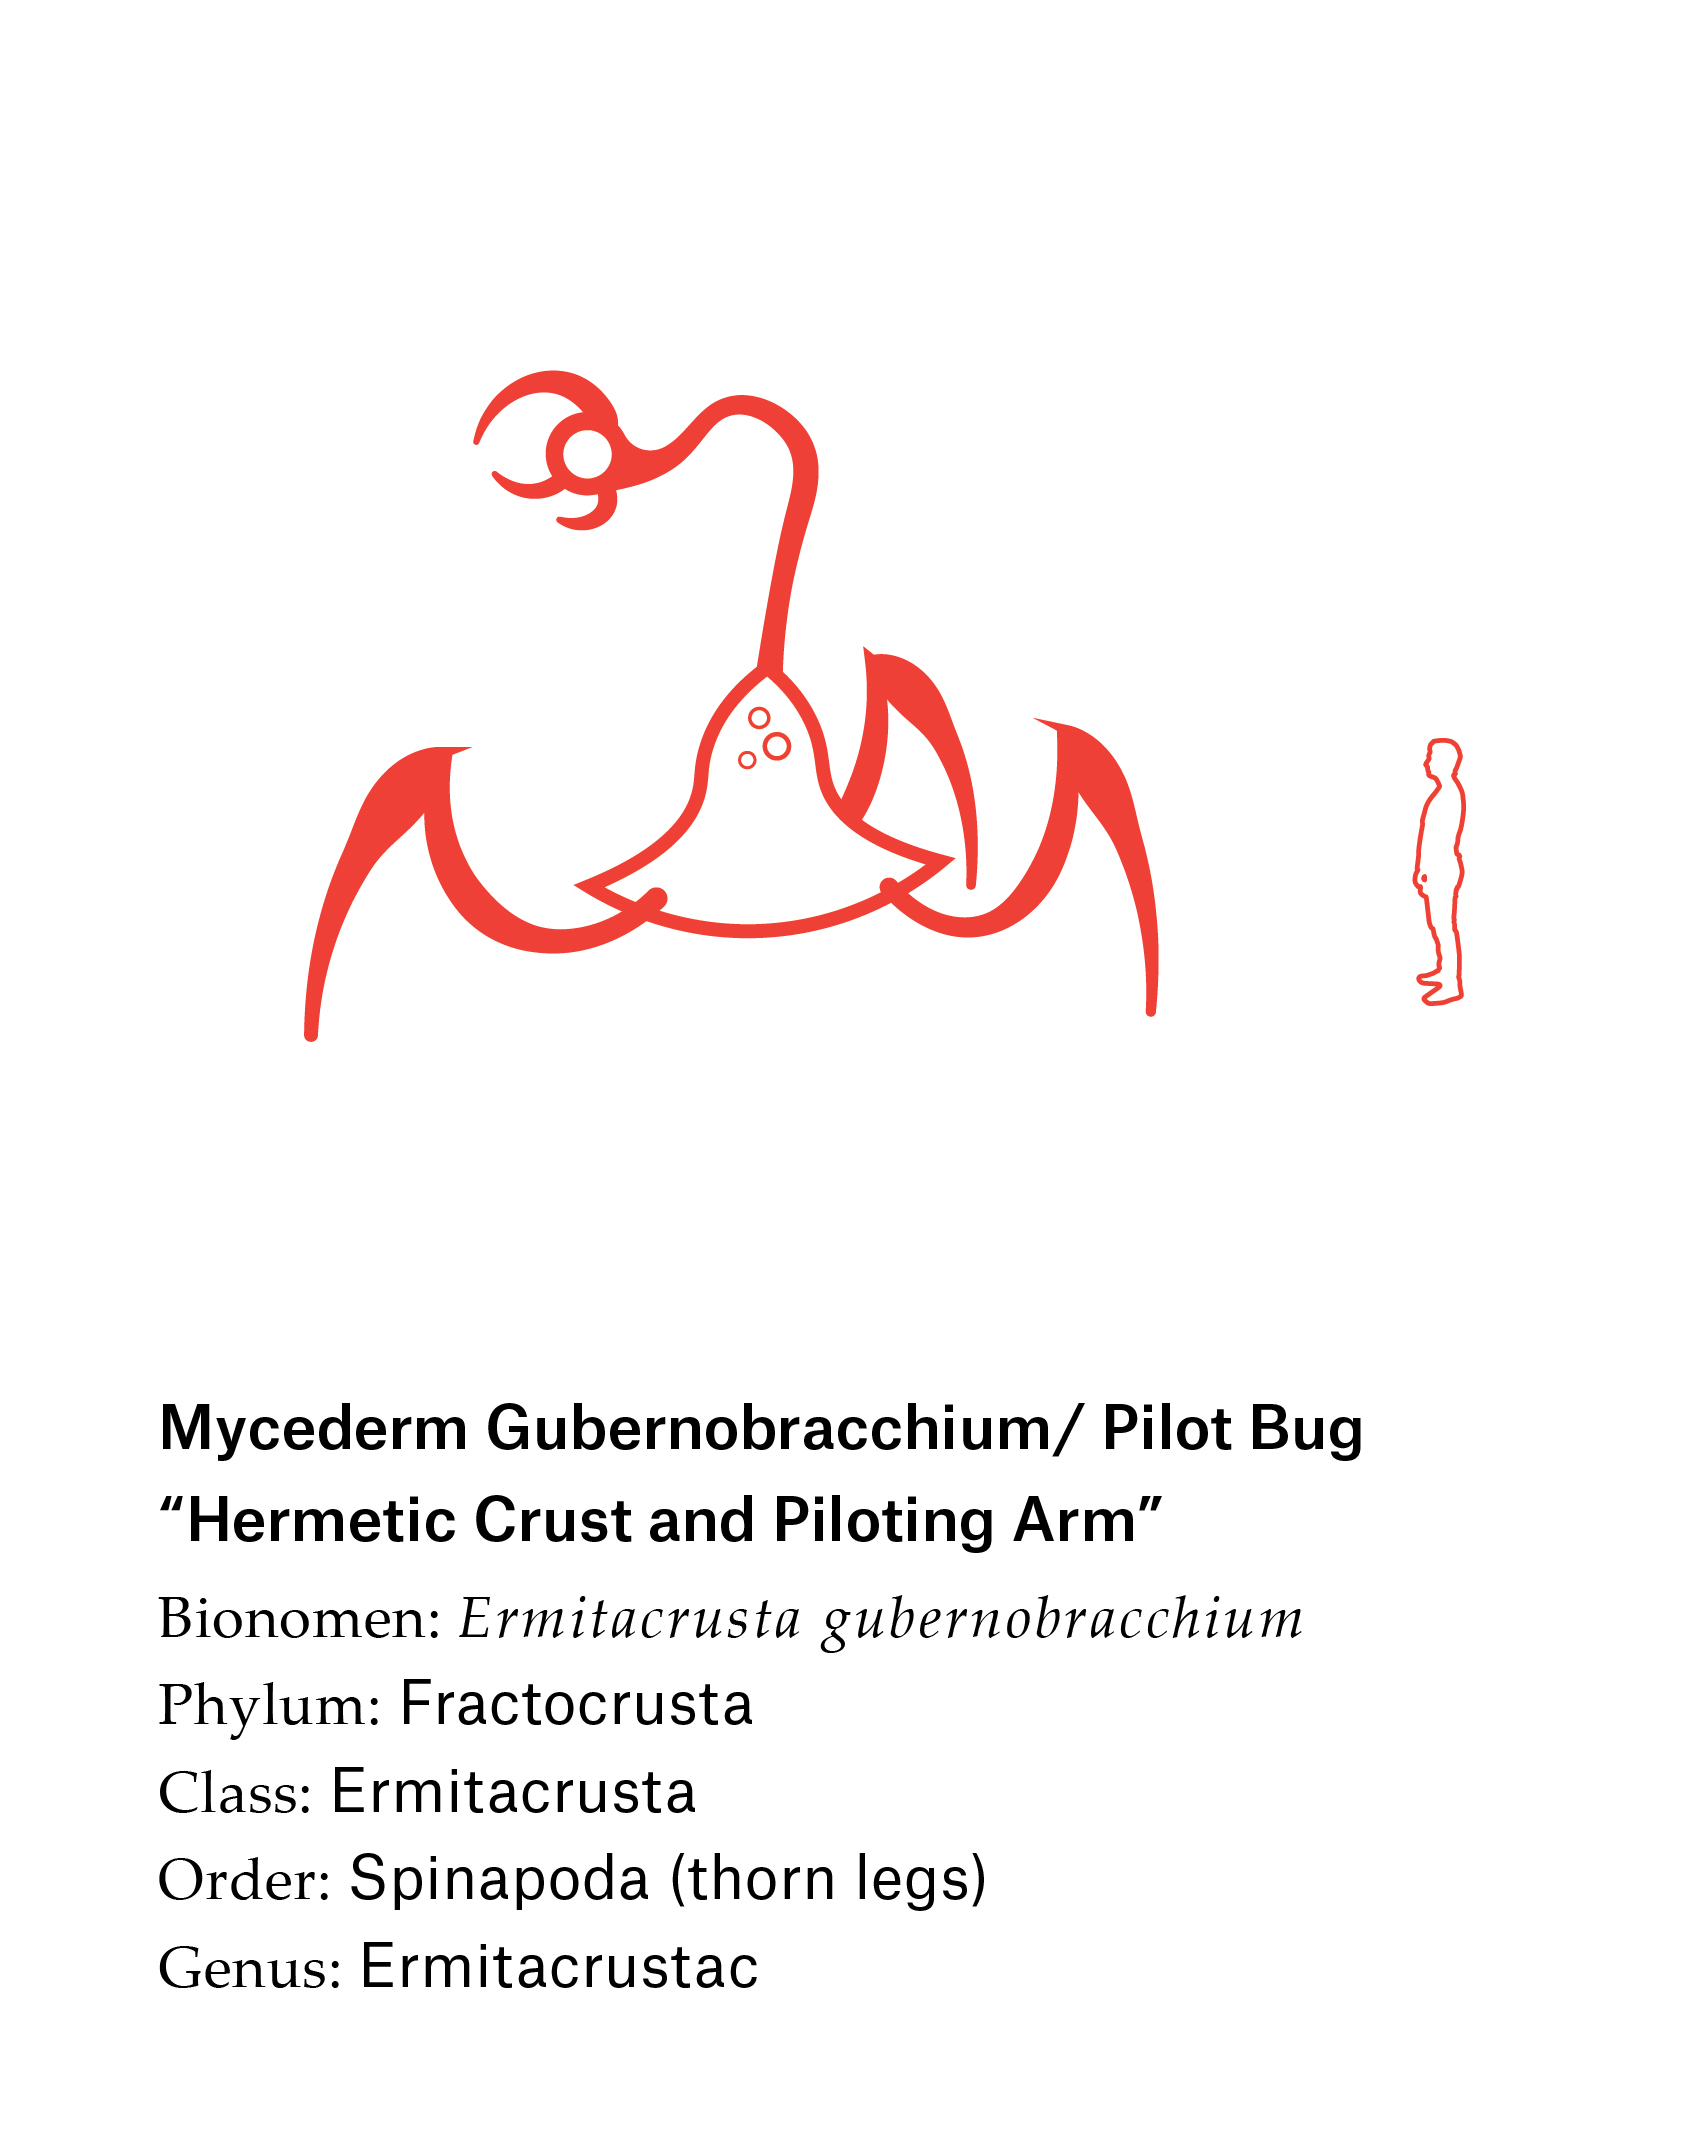 Mycederm Gubernobracchium/ Pilot Bug
“Hermetic Crust and Piloting Arm”
Bionomen: Ermitacrusta gubernobracchium
Phylum: Fractocrusta
Class: Ermitacrusta
Order: Spinapoda (thorn legs)
Genus: Ermitacrustac